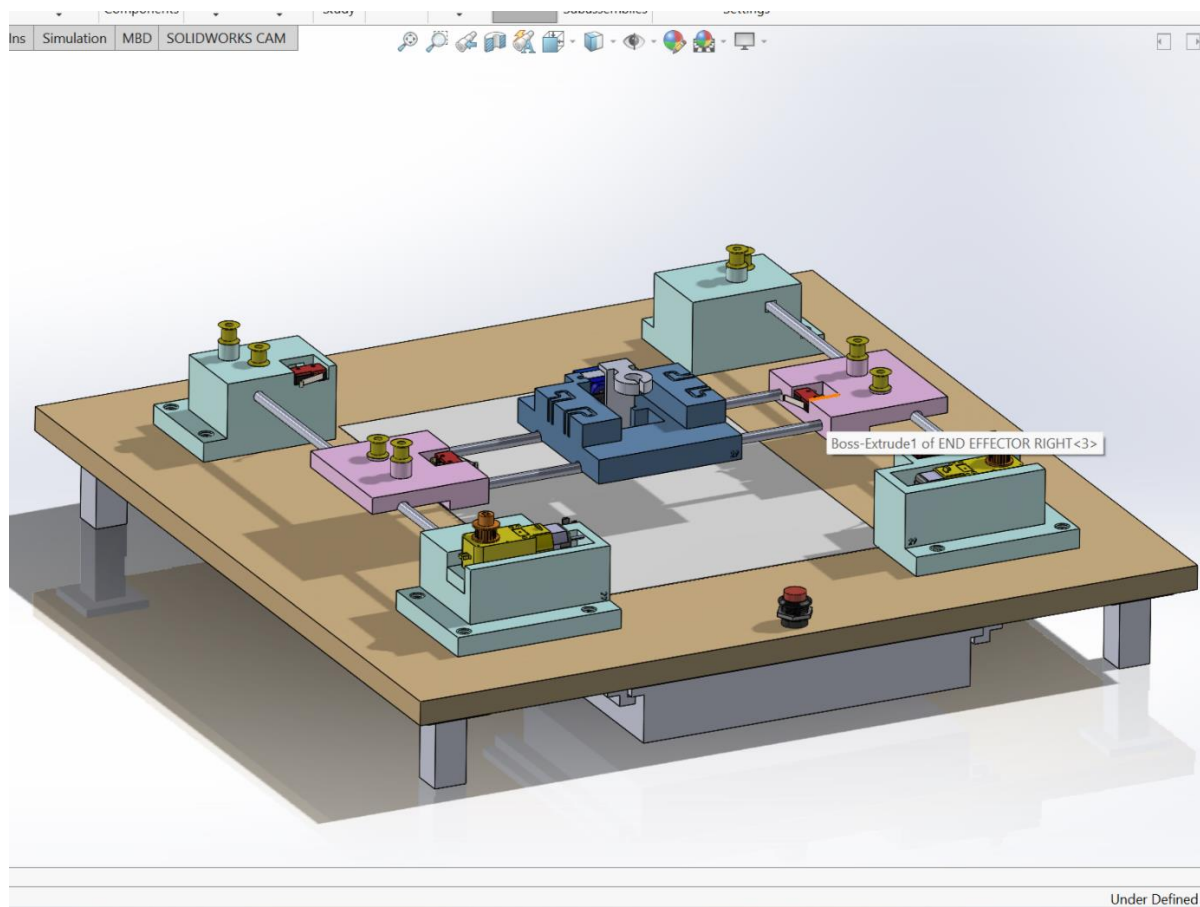 Components
Study
Subassemblies
Settings
Ins
Simulation
MBD
SOLIDWORKS CAM
Boss-Extrude1 of END EFFECTOR RIGHT<3>
Under Defined